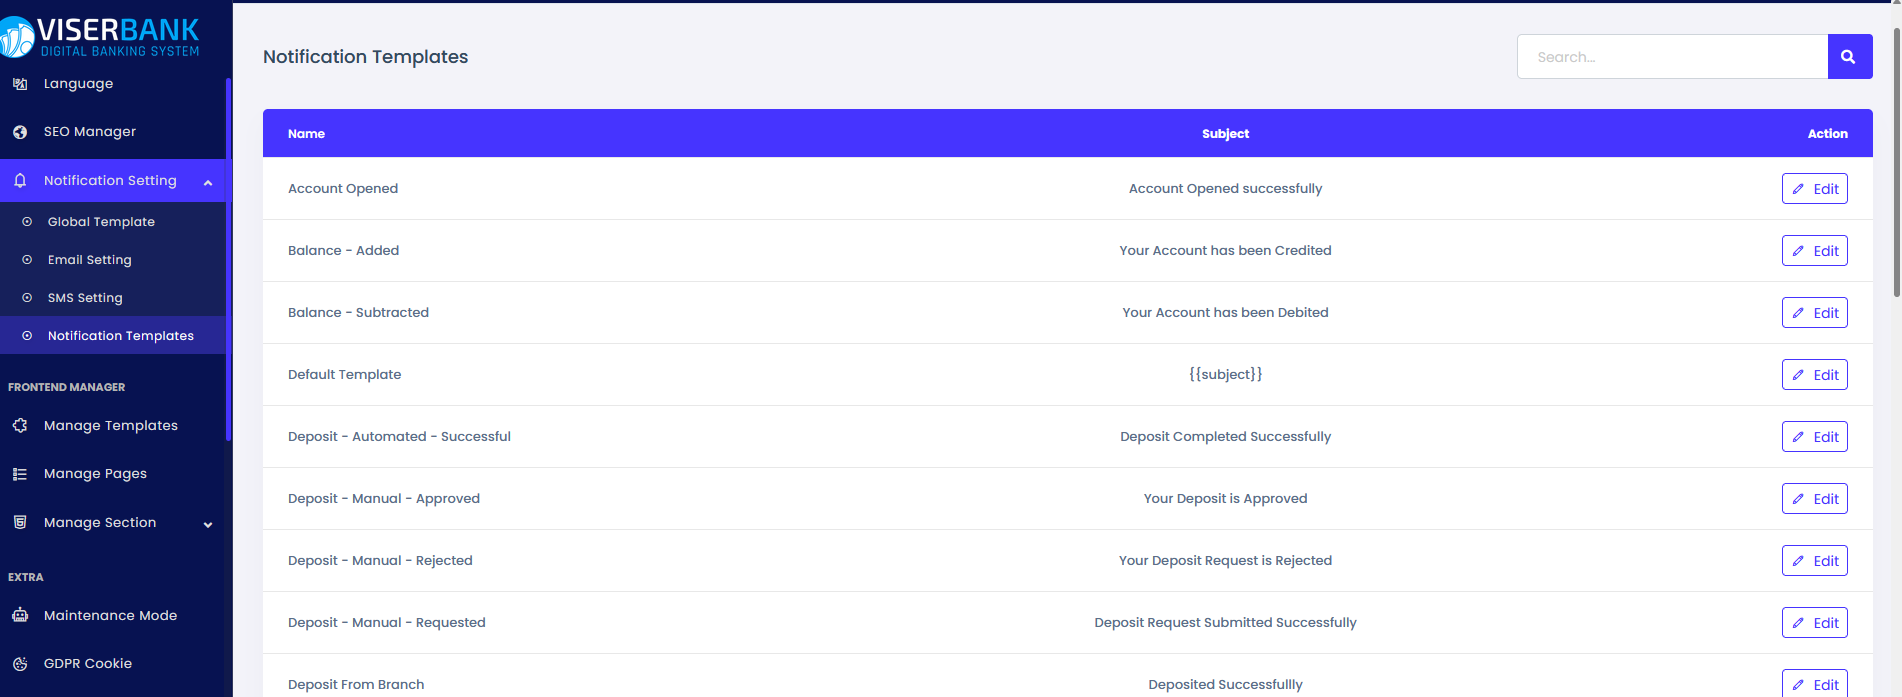 VISERBANK
DIGITAL BANKING SYSTEM
Language
SEO Manager
Notification Setting
Global Template
Email Setting
SMS Setting
Notification Templates
FRONTEND MANAGER
Manage Templates
Manage Pages
Manage Section
EXTRA
Maintenance Mode
GDPR Cookie
Notification Templates
Search...
Name Subject Action
Account Opened Account Opened successfully Edit
Balance - Added Your Account has been Credited Edit
Balance - Subtracted Your Account has been Debited Edit
Default Template {{subject}} Edit
Deposit - Automated - Successful Deposit Completed Successfully Edit
Deposit - Manual - Approved Your Deposit is Approved Edit
Deposit - Manual - Rejected Your Deposit Request is Rejected Edit
Deposit - Manual - Requested Deposit Request Submitted Successfully Edit
Deposit From Branch Deposited Successfullly Edit